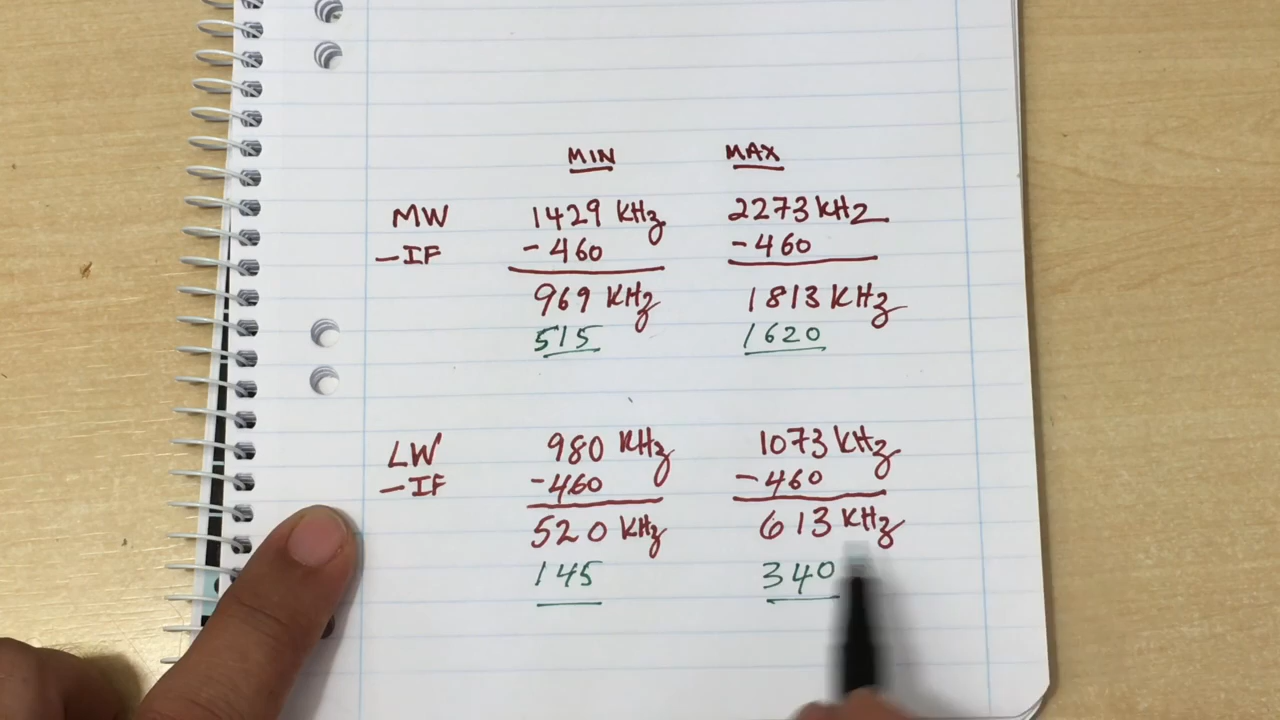 MIN MAX
MW 1429 KHz 2273 KHz
-IF -460 -460
969 KHz 1813 KHz
515 1620
LW 980 KHz 1073 KHz
-IF -460 -460
520 KHz 613 KHz
145 340